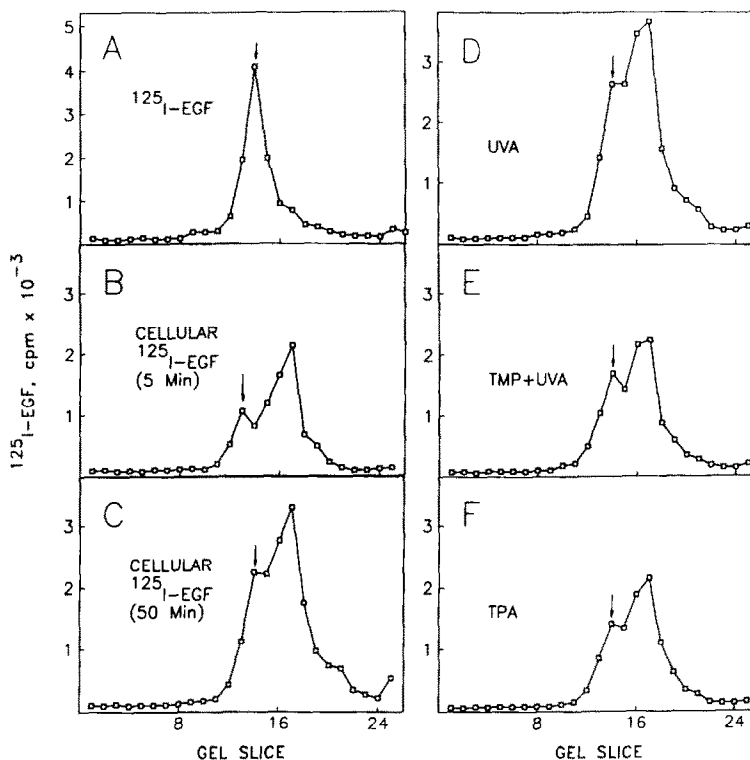 A
125I-EGF
5
4
3
2
1
B
CELLULAR
125I-EGF
(5 Min)
3
2
1
C
CELLULAR
125I-EGF
(50 Min)
3
2
1
8
16
24
GEL SLICE
125I-EGF, cpm x 10-3
D
UVA
3
2
1
E
TMP+UVA
3
2
1
F
TPA
3
2
1
8
16
24
GEL SLICE